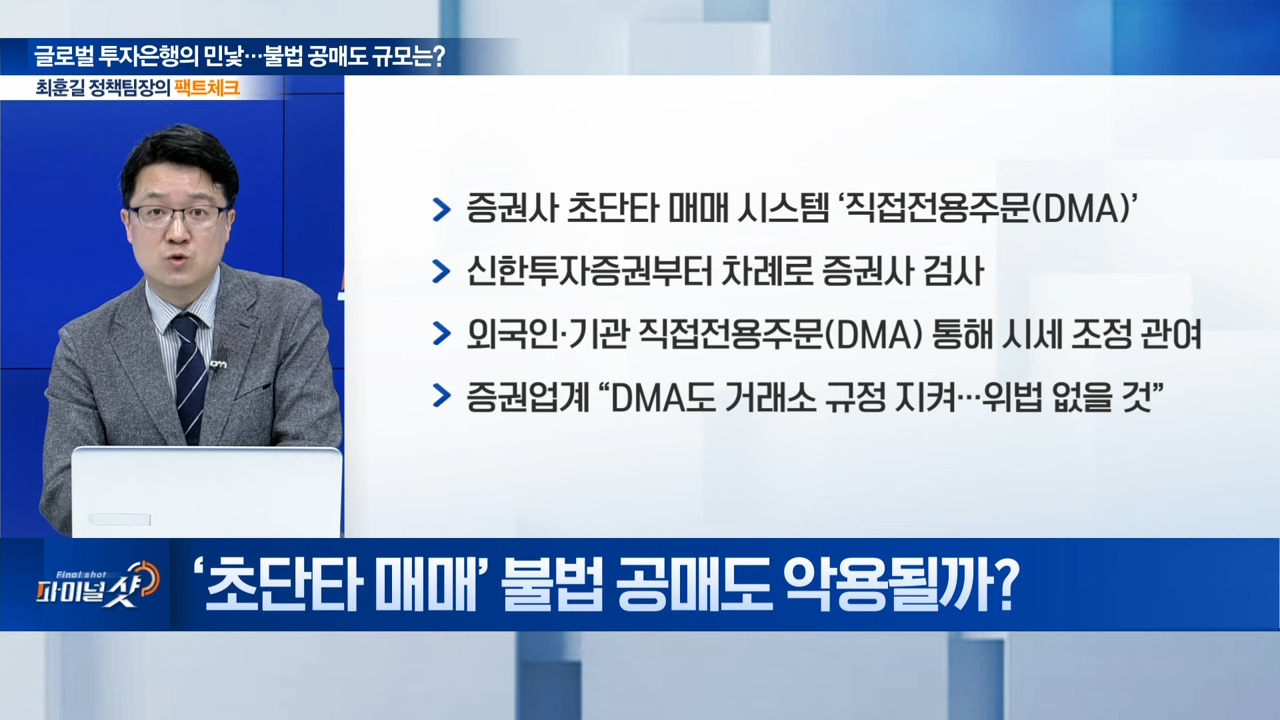 글로벌 투자은행의 민낯…불법 공매도 규모는?
최훈길 정책팀장의 팩트체크
증권사 초단타 매매 시스템 ‘직접전용주문(DMA)’
신한투자증권부터 차례로 증권사 검사
외국인·기관 직접전용주문(DMA) 통해 시세 조정 관여
증권업계 “DMA도 거래소 규정 지켜…위법 없을 것”
Final shot
파이널 샷
‘초단타 매매’ 불법 공매도 악용될까?